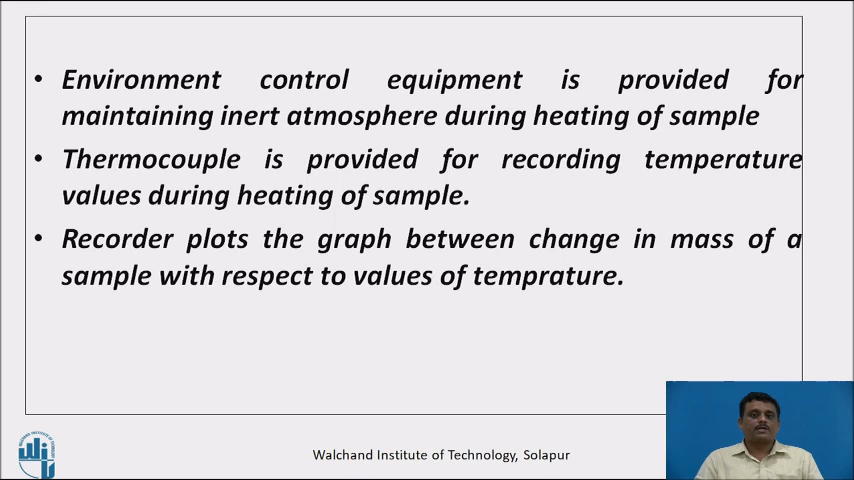 • Environment control equipment is provided for
maintaining inert atmosphere during heating of sample
• Thermocouple is provided for recording temperature
values during heating of sample.
• Recorder plots the graph between change in mass of a
sample with respect to values of temprature.
Walchand Institute of Technology, Solapur